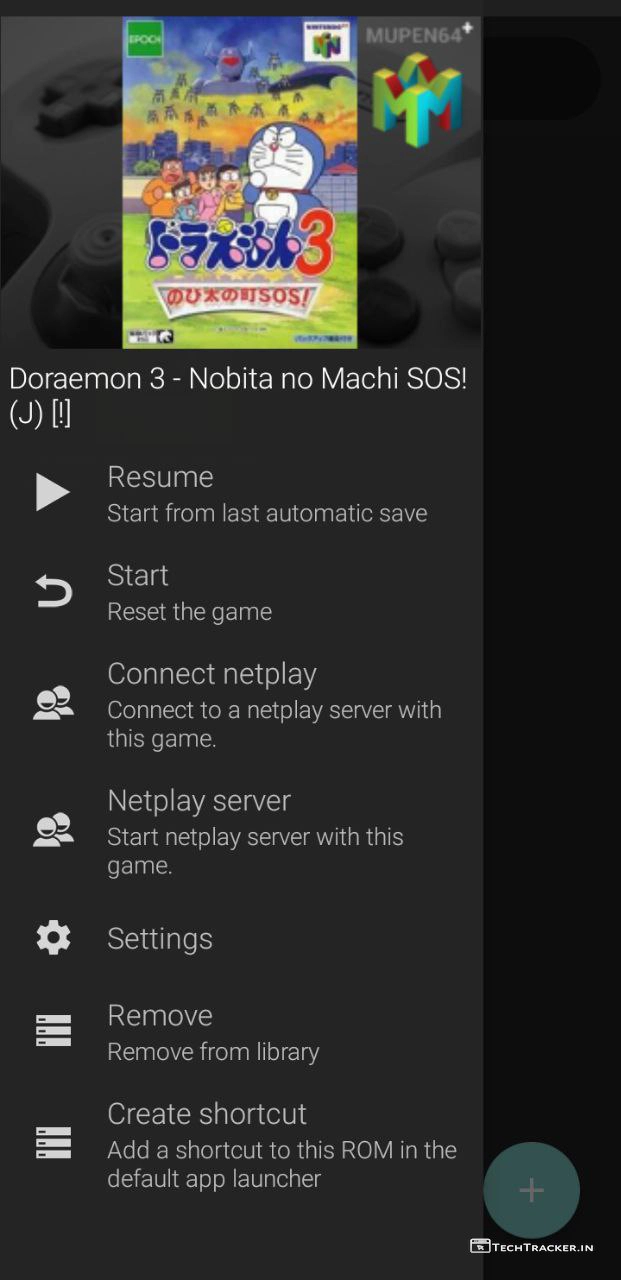 EPOCH
NINTENDO64
MUPEN64+
ドラえもん3
のび太の町SOS!
Doraemon 3 - Nobita no Machi SOS!
(J) [!]
Resume
Start from last automatic save
Start
Reset the game
Connect netplay
Connect to a netplay server with
this game.
Netplay server
Start netplay server with this
game.
Settings
Remove
Remove from library
Create shortcut
Add a shortcut to this ROM in the
default app launcher
+
TECHTRACKER.IN